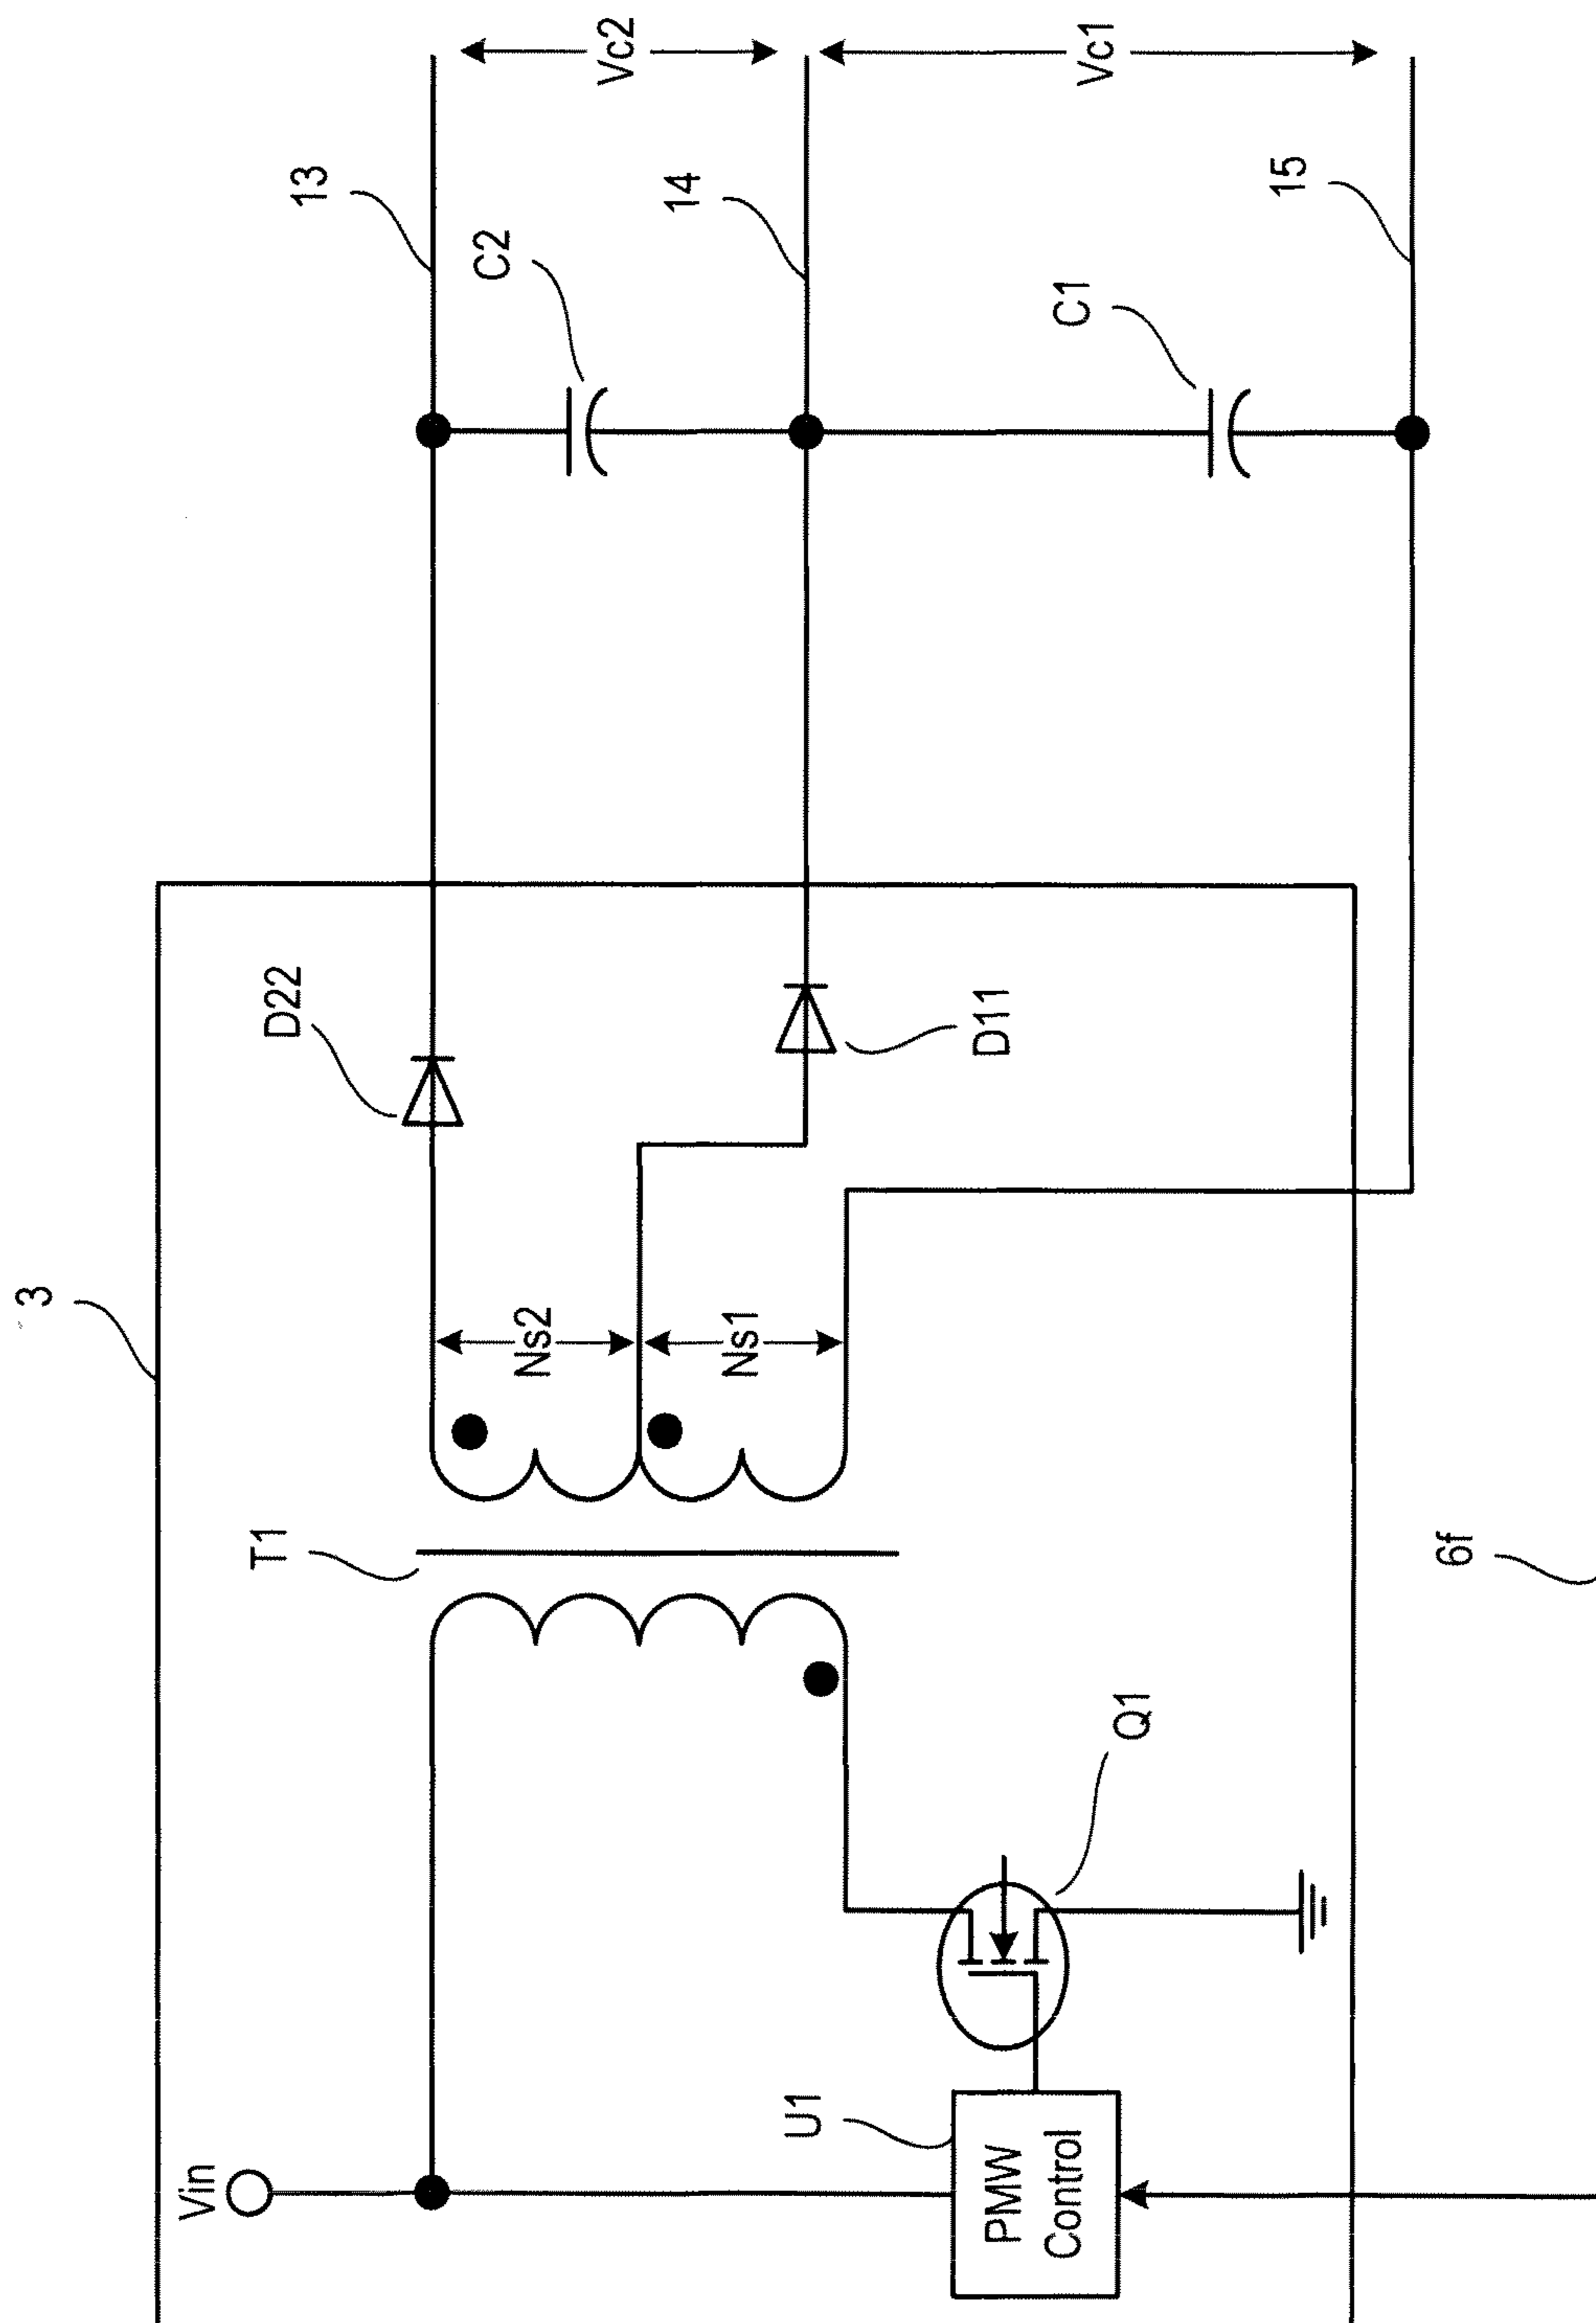 3
Vin
T1
D22
13
C2
Vc2
Ns2
Ns1
14
D11
C1
Vc1
15
U1
PMW
Control
Q1
6f